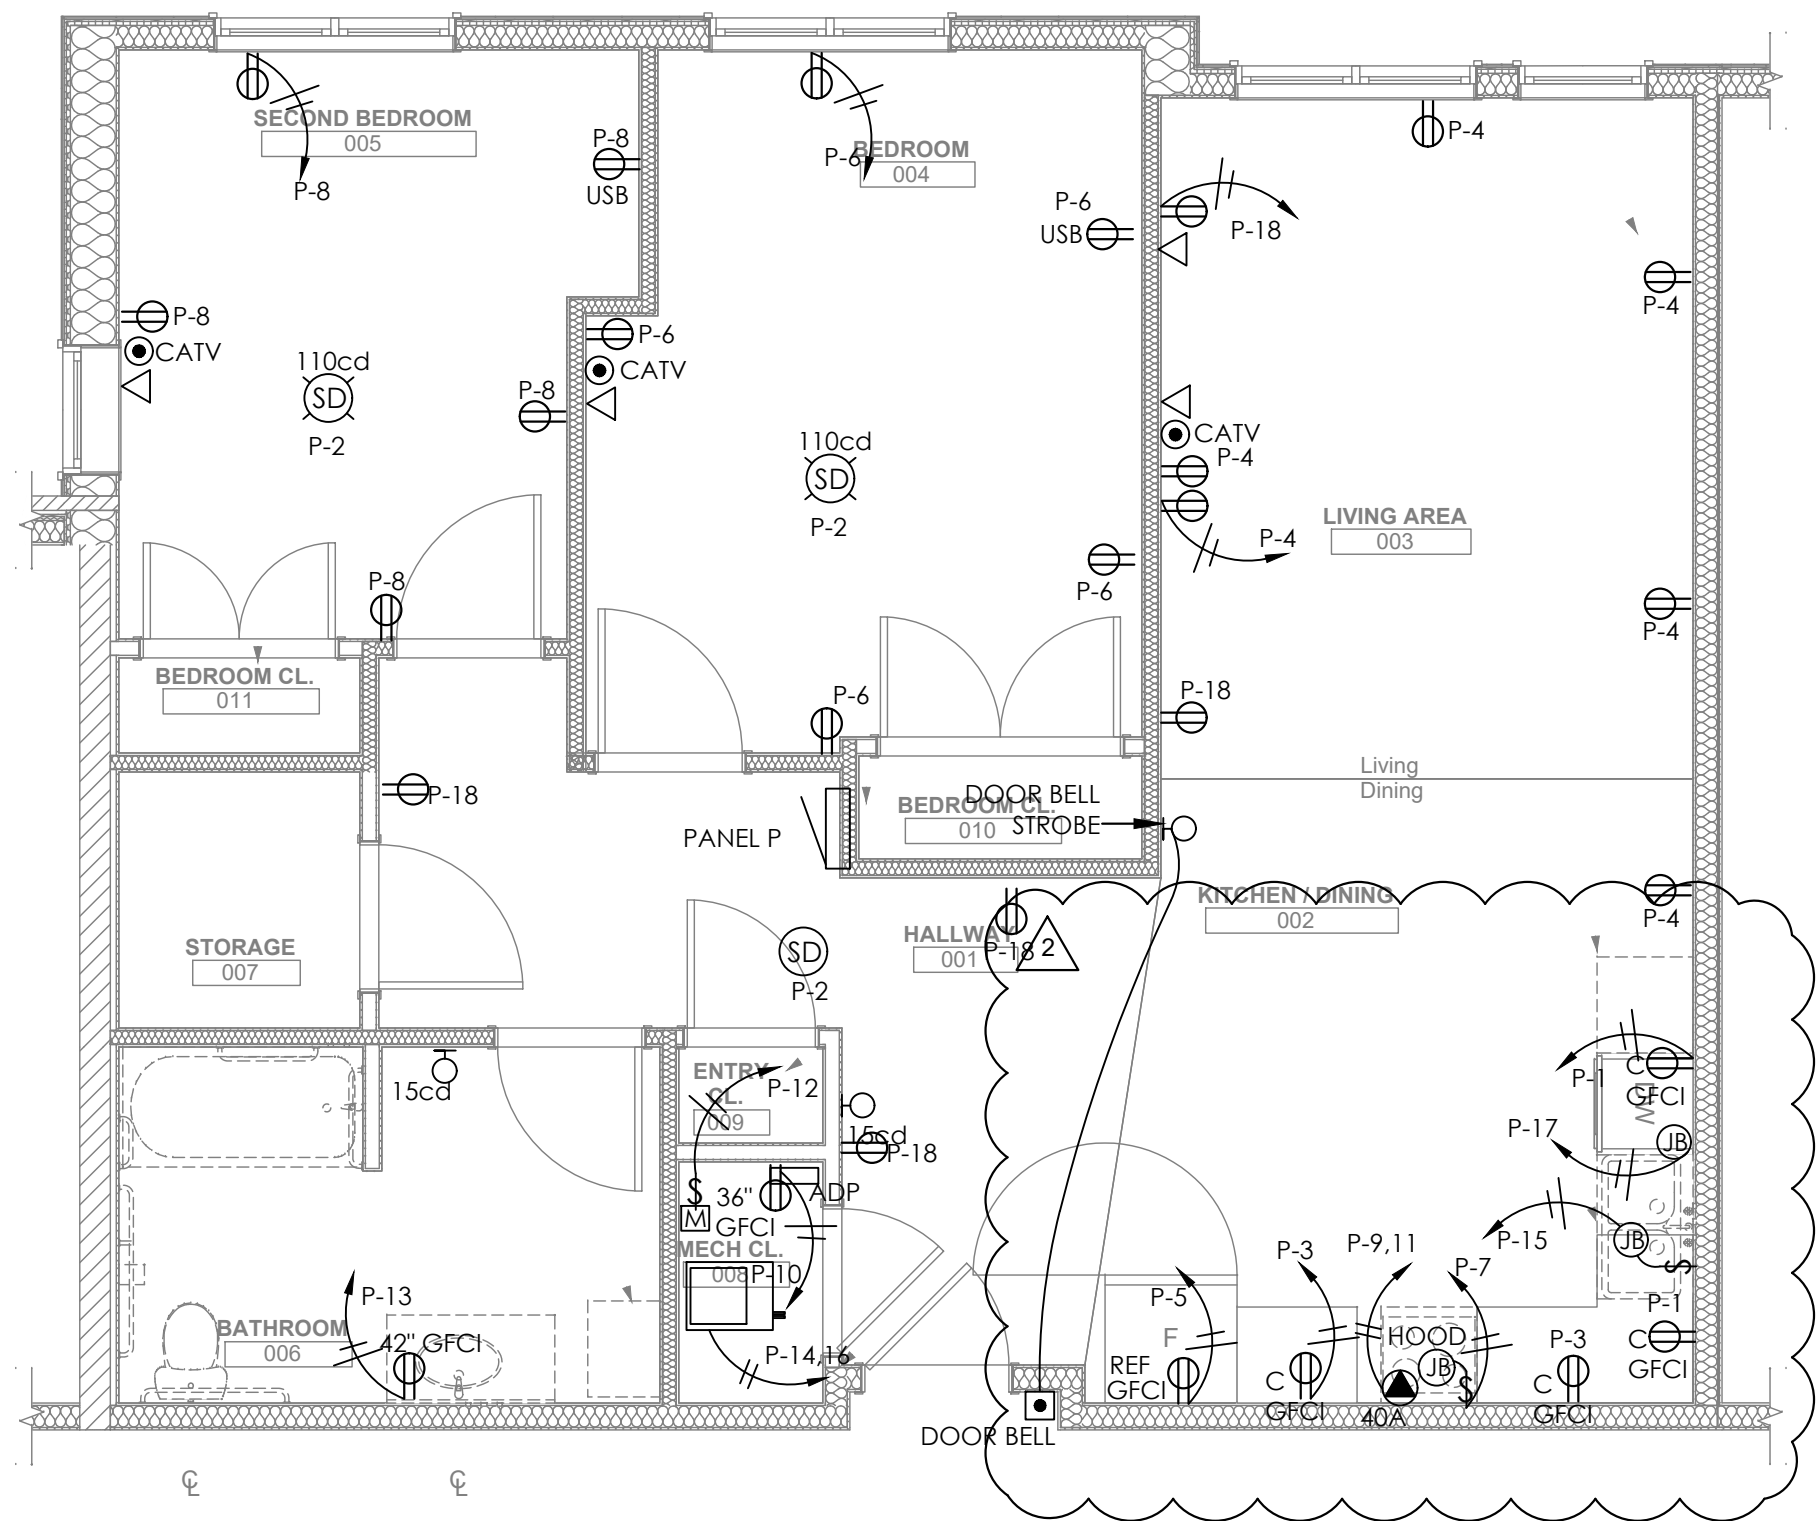 SECOND BEDROOM
005
P-8
P-8
USB
P-8
CATV
110cd
SD
P-2
P-8
P-8
BEDROOM
004
P-6
P-6
USB
P-6
CATV
110cd
SD
P-2
P-6
P-6
P-4
P-18
P-4
CATV
P-4
P-4
LIVING AREA
003
P-4
P-18
Living
Dining
BEDROOM CL.
011
P-18
PANEL P
BEDROOM CL.
010
DOOR BELL
STROBE
KITCHEN / DINING
002
P-4
STORAGE
007
SD
P-2
HALLWAY
001
P-18
2
15cd
ENTRY
CL.
009
P-12
15cd
P-18
C
GFCI
P-1
DW
P-17
JB
P-15
JB
S
P-1
C
GFCI
S
M
36"
GFCI
ADP
MECH CL.
008
P-10
P-14,16
P-13
42" GFCI
BATHROOM
006
P-5
F
REF
GFCI
P-3
C
GFCI
P-9,11
P-7
HOOD
JB
S
40A
P-3
C
GFCI
DOOR BELL
℄
℄